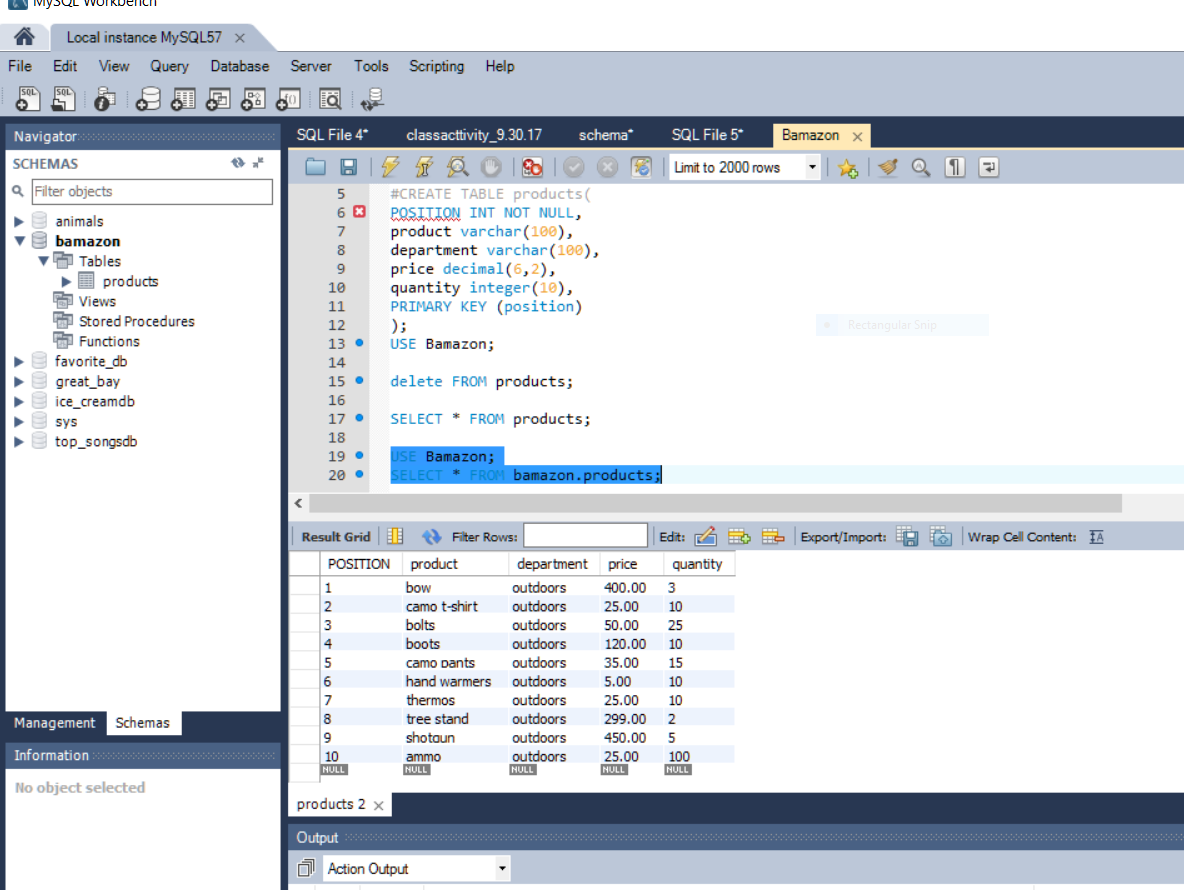 MySQL Workbench
Local instance MySQL57
File Edit View Query Database Server Tools Scripting Help
Navigator
SCHEMAS
Filter objects
animals
bamazon
Tables
products
Views
Stored Procedures
Functions
favorite_db
great_bay
ice_creamdb
sys
top_songsdb
Management Schemas
Information
No object selected
SQL File 4* classacttivity_9.30.17 schema* SQL File 5* Bamazon
Limit to 2000 rows
5 #CREATE TABLE products(
6 POSITION INT NOT NULL,
7 product varchar(100),
8 department varchar(100),
9 price decimal(6,2),
10 quantity integer(10),
11 PRIMARY KEY (position)
12 );
13 USE Bamazon;
14
15 delete FROM products;
16
17 SELECT * FROM products;
18
19 USE Bamazon;
20 SELECT * FROM bamazon.products;
Rectangular Snip
Result Grid Filter Rows: Edit: Export/Import: Wrap Cell Content:
POSITION product department price quantity
1 bow outdoors 400.00 3
2 camo t-shirt outdoors 25.00 10
3 bolts outdoors 50.00 25
4 boots outdoors 120.00 10
5 camo pants outdoors 35.00 15
6 hand warmers outdoors 5.00 10
7 thermos outdoors 25.00 10
8 tree stand outdoors 299.00 2
9 shotgun outdoors 450.00 5
10 ammo outdoors 25.00 100
NULL NULL NULL NULL NULL
products 2
Output
Action Output